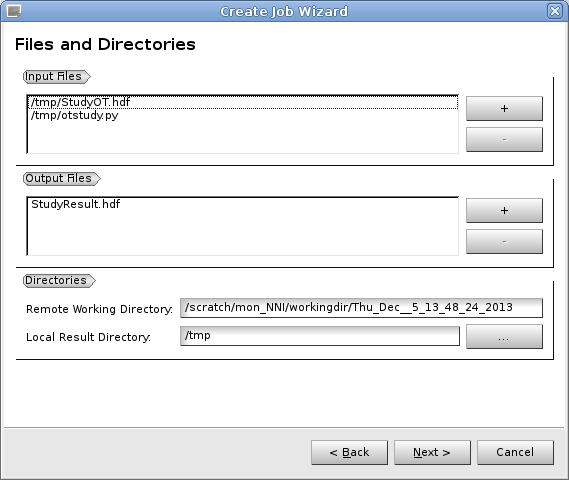 Create Job Wizard
Files and Directories
Input Files
/tmp/StudyOT.hdf
/tmp/otstudy.py
+
-
Output Files
StudyResult.hdf
+
-
Directories
Remote Working Directory: /scratch/mon_NNI/workingdir/Thu_Dec__5_13_48_24_2013
Local Result Directory: /tmp ...
< Back Next > Cancel